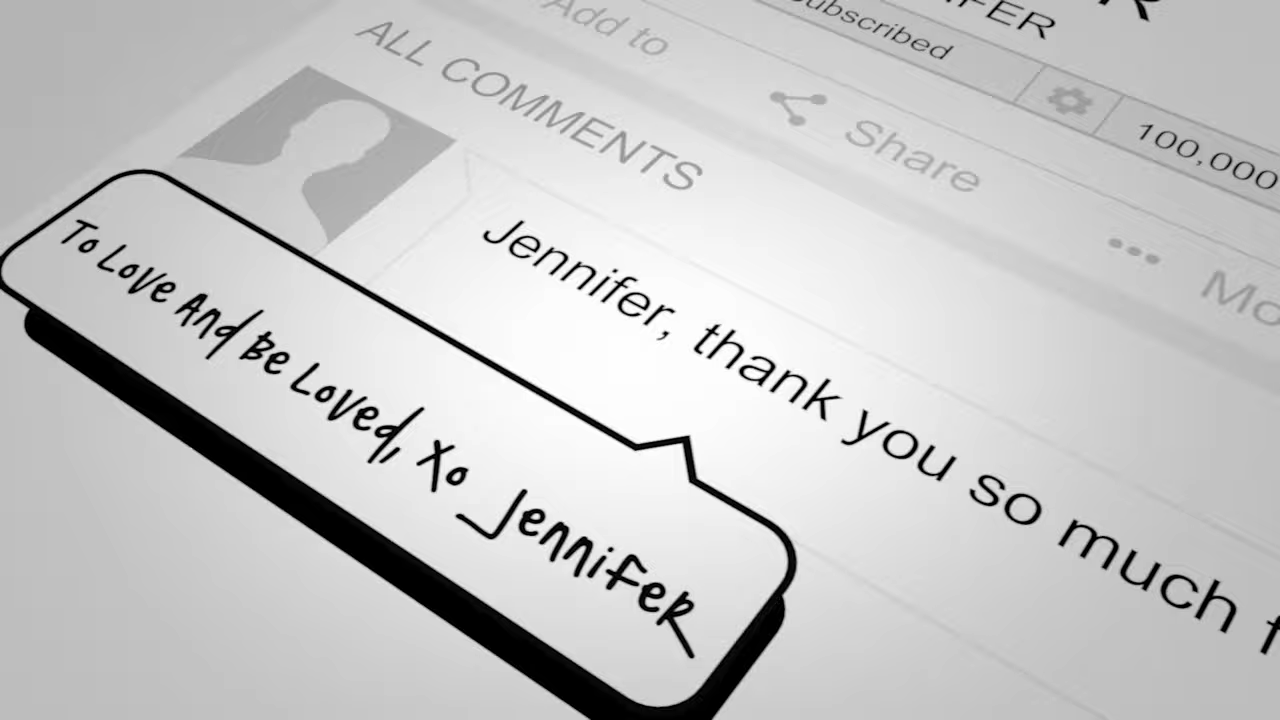 FER
Subscribed
100,000
Add to
Share
ALL COMMENTS
Jennifer, thank you so much
To Love And Be Loved, Xo Jennifer